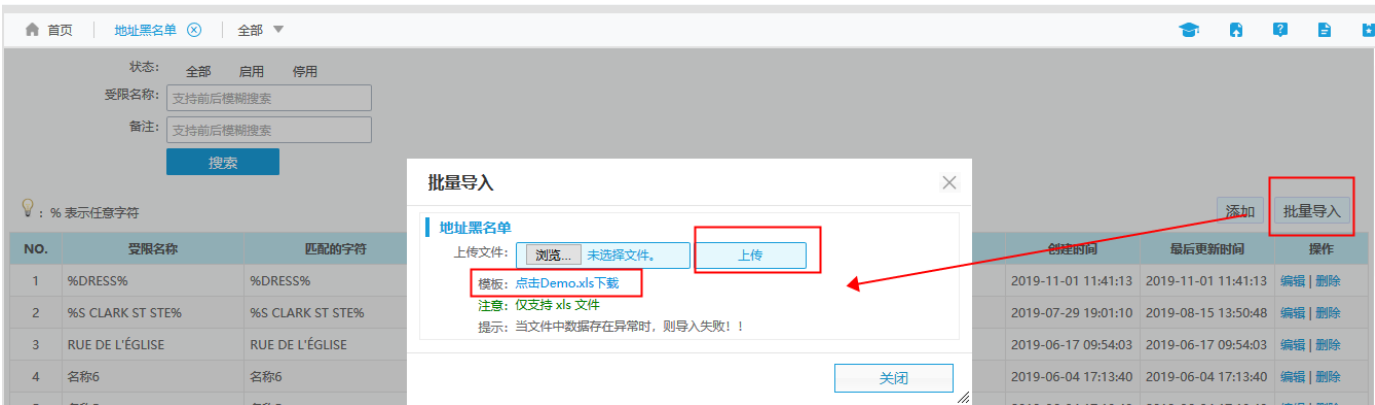 首页 地址黑名单 全部
状态: 全部 启用 停用
受限名称: 支持前后模糊搜索
备注: 支持前后模糊搜索
搜索
: % 表示任意字符
添加 批量导入
NO. 受限名称 匹配的字符 创建时间 最后更新时间 操作
1 %DRESS% %DRESS% 2019-11-01 11:41:13 2019-11-01 11:41:13 编辑 | 删除
2 %S CLARK ST STE% %S CLARK ST STE% 2019-07-29 19:01:10 2019-08-15 13:50:48 编辑 | 删除
3 RUE DE L'ÉGLISE RUE DE L'ÉGLISE 2019-06-17 09:54:03 2019-06-17 09:54:03 编辑 | 删除
4 名称6 名称6 2019-06-04 17:13:40 2019-06-04 17:13:40 编辑 | 删除
批量导入
地址黑名单
上传文件: 浏览... 未选择文件。 上传
模板: 点击Demo.xls下载
注意: 仅支持 xls 文件
提示: 当文件中数据存在异常时，则导入失败！！
关闭